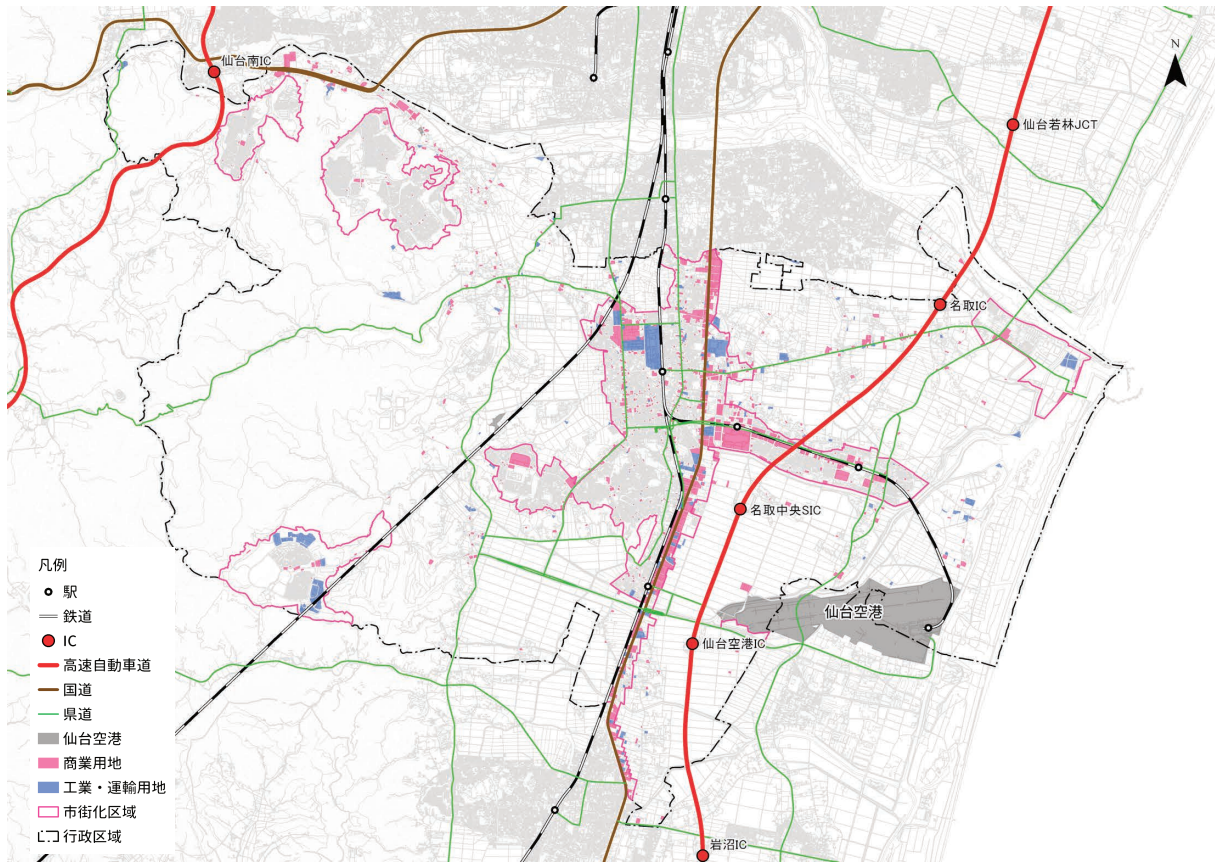 仙台南IC
N
仙台若林JCT
名取IC
名取中央SIC
仙台空港
仙台空港IC
岩沼IC
凡例
駅
鉄道
IC
高速自動車道
国道
県道
仙台空港
商業用地
工業・運輸用地
市街化区域
行政区域